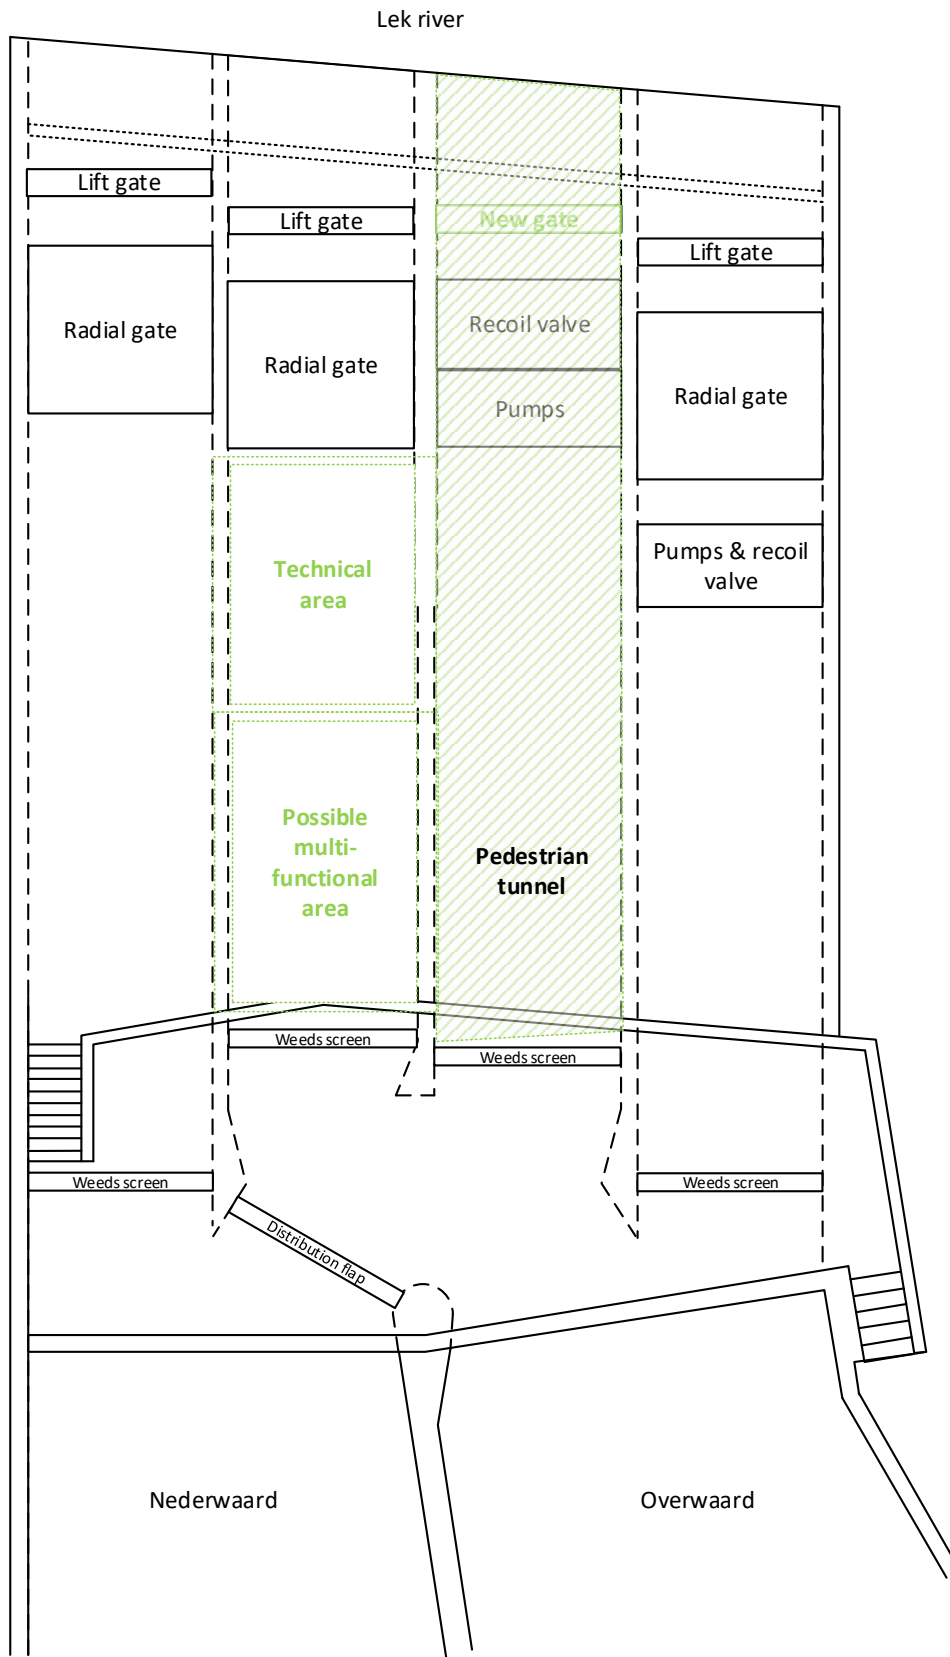 Lek river
Lift gate
Lift gate
New gate
Lift gate
Radial gate
Radial gate
Recoil valve
Pumps
Radial gate
Technical
area
Pumps & recoil
valve
Possible
multi-
functional
area
Pedestrian
tunnel
Weeds screen
Weeds screen
Weeds screen
Weeds screen
Distribution flap
Nederwaard
Overwaard